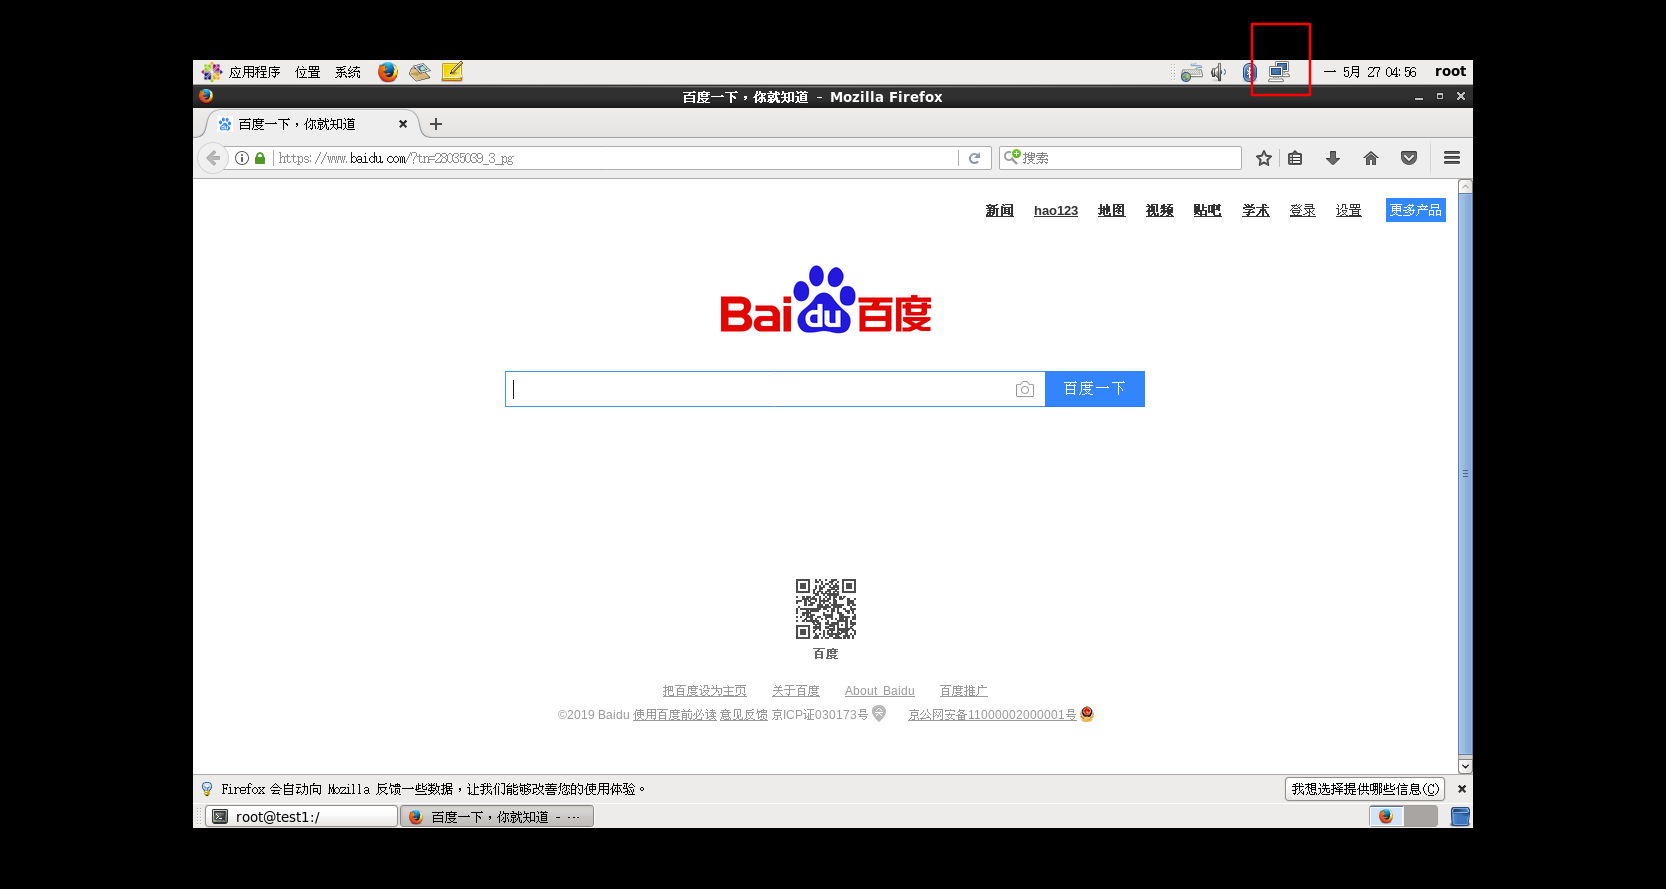 应用程序 位置 系统 一 5月 27 04:56 root
百度一下，你就知道 - Mozilla Firefox
百度一下，你就知道
https://www.baidu.com/?tn=28035039_3_pg 搜索
新闻 hao123 地图 视频 贴吧 学术 登录 设置 更多产品
Bai du 百度
百度一下
百度
把百度设为主页 关于百度 About Baidu 百度推广
©2019 Baidu 使用百度前必读 意见反馈 京ICP证030173号 京公网安备11000002000001号
Firefox 会自动向 Mozilla 反馈一些数据，让我们能够改善您的使用体验。 我想选择提供哪些信息(C)
root@test1:/ 百度一下，你就知道 - ...